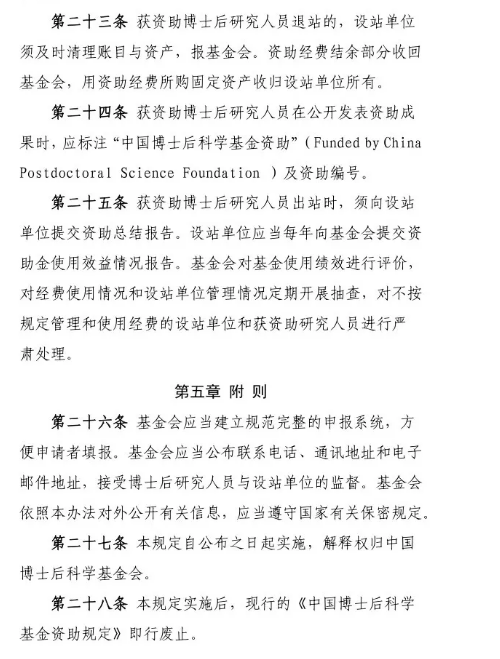 第二十三条 获资助博士后研究人员退站的，设站单位
须及时清理账目与资产，报基金会。资助经费结余部分收回
基金会，用资助经费所购固定资产收归设站单位所有。
第二十四条 获资助博士后研究人员在公开发表资助成
果时，应标注“中国博士后科学基金资助”（Funded by China
Postdoctoral Science Foundation ）及资助编号。
第二十五条 获资助博士后研究人员出站时，须向设站
单位提交资助总结报告。设站单位应当每年向基金会提交资
助金使用效益情况报告。基金会对基金使用绩效进行评价，
对经费使用情况和设站单位管理情况定期开展抽查，对不按
规定管理和使用经费的设站单位和获资助研究人员进行严
肃处理。
第五章 附 则
第二十六条 基金会应当建立规范完整的申报系统，方
便申请者填报。基金会应当公布联系电话、通讯地址和电子
邮件地址，接受博士后研究人员与设站单位的监督。基金会
依照本办法对外公开有关信息，应当遵守国家有关保密规定。
第二十七条 本规定自公布之日起实施，解释权归中国
博士后科学基金会。
第二十八条 本规定实施后，现行的《中国博士后科学
基金资助规定》即行废止。